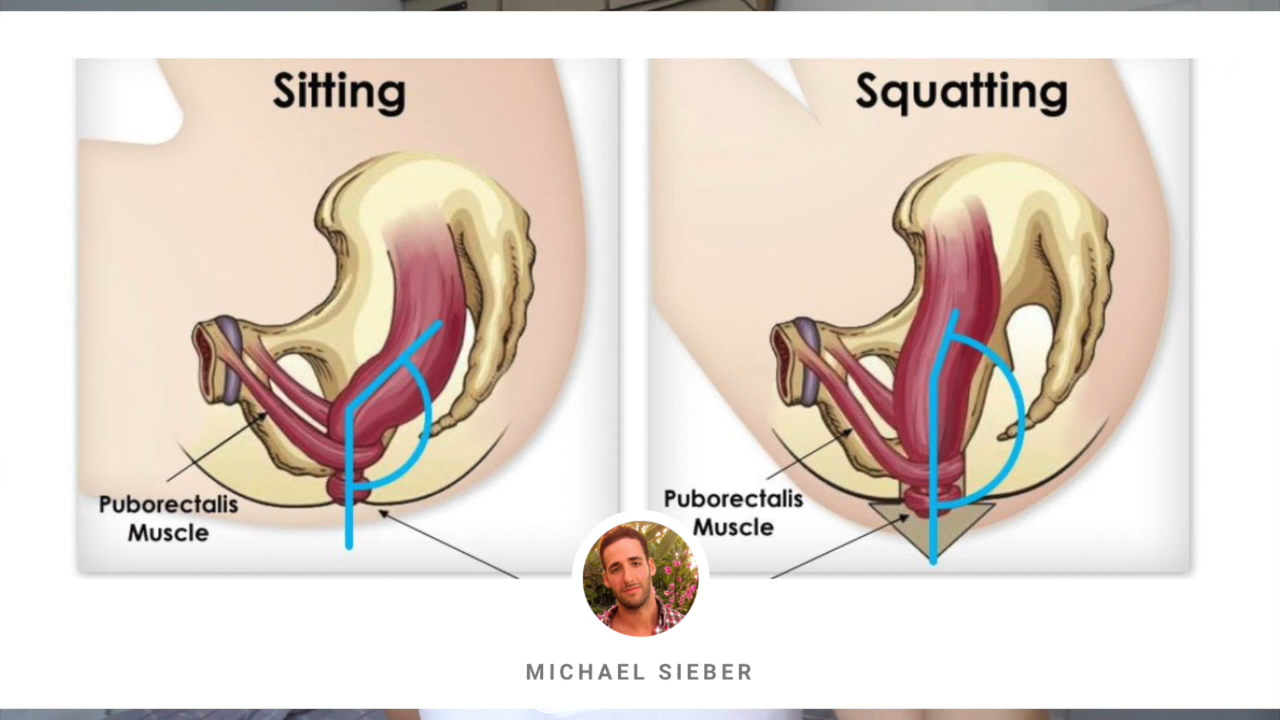 Sitting
Squatting
Puborectalis
Muscle
Puborectalis
Muscle
MICHAEL SIEBER